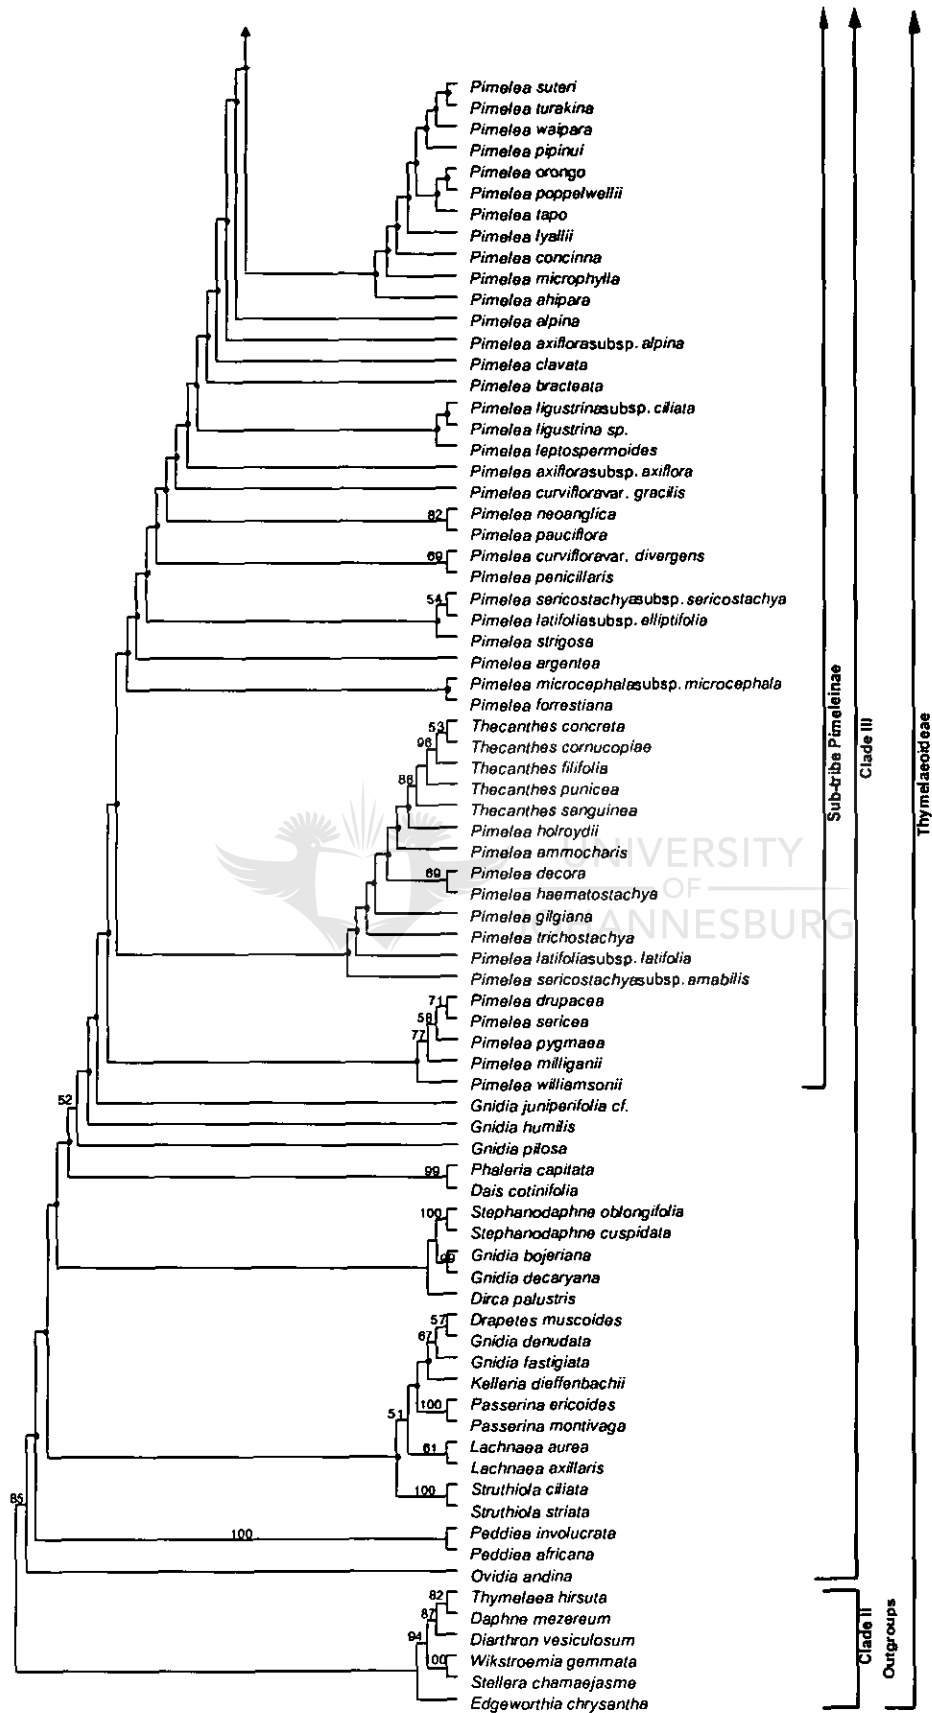 Pimelea suteri
Pimelea turakina
Pimelea waipara
Pimelea pipinui
Pimelea orongo
Pimelea poppelwellii
Pimelea tapo
Pimelea lyallii
Pimelea concinna
Pimelea microphylla
Pimelea ahipara
Pimelea alpina
Pimelea axiflorasubsp. alpina
Pimelea clavata
Pimelea bracteata
Pimelea ligustrinasubsp. ciliata
Pimelea ligustrina sp.
Pimelea leptospermoides
Pimelea axiflorasubsp. axiflora
Pimelea curvifloravar. gracilis
82 Pimelea neoanglica
Pimelea pauciflora
69 Pimelea curvifloravar. divergens
Pimelea penicillaris
54 Pimelea sericostachyasubsp. sericostachya
Pimelea latifoliasubsp. elliptifolia
Pimelea strigosa
Pimelea argentea
Pimelea microcephalasubsp. microcephala
Pimelea forrestiana
53 Thecanthes concreta
96 Thecanthes cornucopiae
Thecanthes filifolia
88 Thecanthes punicea
Thecanthes sanguinea
Pimelea holroydii
Pimelea ammocharis
69 Pimelea decora
Pimelea haematostachya
Pimelea gilgiana
Pimelea trichostachya
Pimelea latifoliasubsp. latifolia
Pimelea sericostachyasubsp. amabilis
71 Pimelea drupacea
58 Pimelea sericea
77 Pimelea pygmaea
Pimelea milliganii
Pimelea williamsonii
52 Gnidia juniperifolia cf.
Gnidia humilis
Gnidia pilosa
99 Phaleria capitata
Dais cotinifolia
100 Stephanodaphne oblongifolia
Stephanodaphne cuspidata
99 Gnidia bojeriana
Gnidia decaryana
Dirca palustris
57 Drapetes muscoides
67 Gnidia denudata
Gnidia fastigiata
Kelleria dieffenbachii
51 100 Passerina ericoides
Passerina montivaga
61 Lachnaea aurea
Lachnaea axillaris
100 Struthiola ciliata
85 Struthiola striata
100 Peddiea involucrata
Peddiea africana
Ovidia andina
82 Thymelaea hirsuta
87 Daphne mezereum
94 Diarthron vesiculosum
100 Wikstroemia gemmata
Stellera chamaejasme
Edgeworthia chrysantha
Sub-tribe Pimeleinae
Clade III
Thymelaeoideae
Clade II
Outgroups
UNIVERSITY
OF
JOHANNESBURG